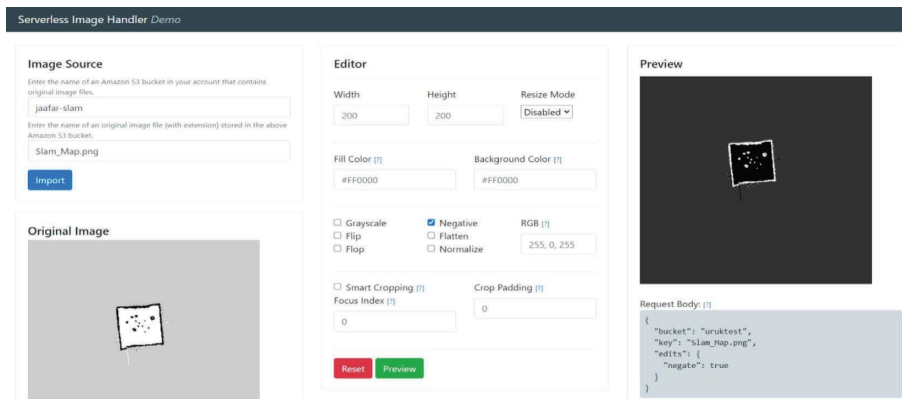 Serverless Image Handler Demo
Image Source
Enter the name of an Amazon S3 bucket in your account that contains
original image files.
jaafar-slam
Enter the name of an original image file (with extension) stored in the above
Amazon S3 bucket.
Slam_Map.png
Import
Original Image
Editor
Width Height Resize Mode
200 200 Disabled
Fill Color [?] Background Color [?]
#FF0000 #FF0000
Grayscale Negative RGB [?]
Flip Flatten
Flop Normalize
255, 0, 255
Smart Cropping [?] Crop Padding [?]
Focus Index [?]
0 0
Reset Preview
Preview
Request Body: [?]
{
"bucket": "uruktest",
"key": "Slam_Map.png",
"edits": {
"negate": true
}
}